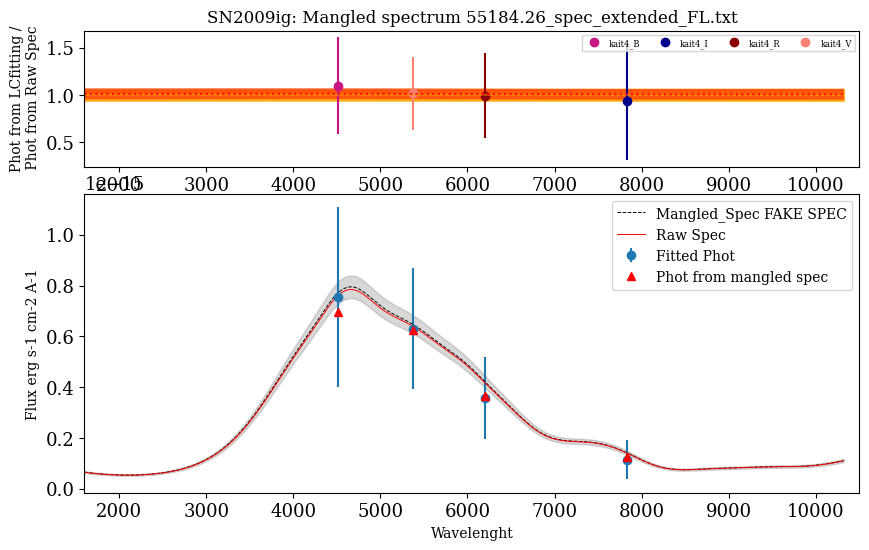 SN2009ig: Mangled spectrum 55184.26_spec_extended_FL.txt
Phot from LCfitting /
Phot from Raw Spec
1.5
1.0
0.5
kait4_B
kait4_I
kait4_R
kait4_V
2000 3000 4000 5000 6000 7000 8000 9000 10000
1e−15
Flux erg s-1 cm-2 A-1
1.0
0.8
0.6
0.4
0.2
0.0
Mangled_Spec FAKE SPEC
Raw Spec
Fitted Phot
Phot from mangled spec
2000 3000 4000 5000 6000 7000 8000 9000 10000
Wavelenght